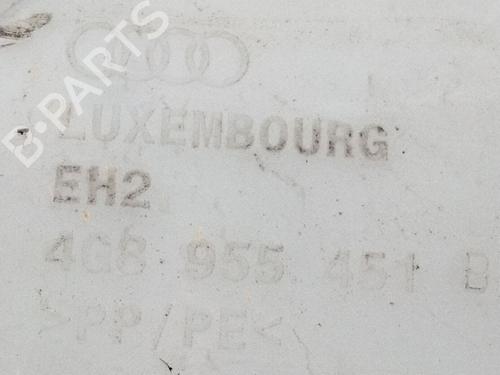 B-PARTS
LUXEMBOURG
EH2
4G8 955 451 B
>PP/PE<